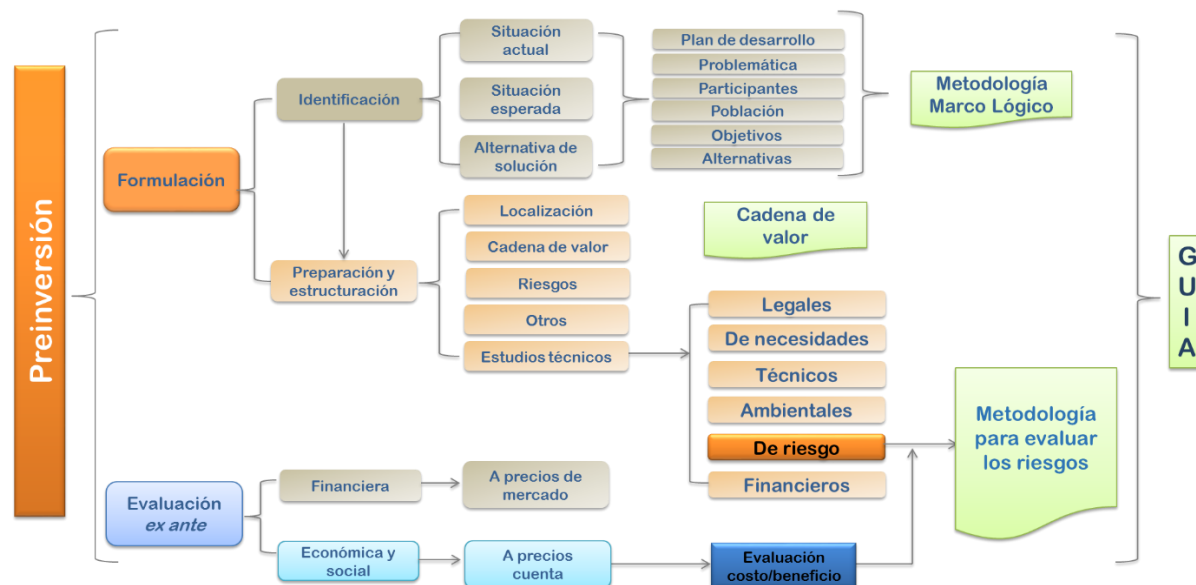 Preinversión
Formulación
Identificación
Situación
actual
Situación
esperada
Alternativa de
solución
Plan de desarrollo
Problemática
Participantes
Población
Objetivos
Alternativas
Metodología
Marco Lógico
Preparación y
estructuración
Localización
Cadena de valor
Riesgos
Otros
Estudios técnicos
Cadena de
valor
Legales
De necesidades
Técnicos
Ambientales
De riesgo
Financieros
Metodología
para evaluar
los riesgos
Evaluación
ex ante
Financiera
A precios de
mercado
Económica y
social
A precios
cuenta
Evaluación
costo/beneficio
G
U
I
A